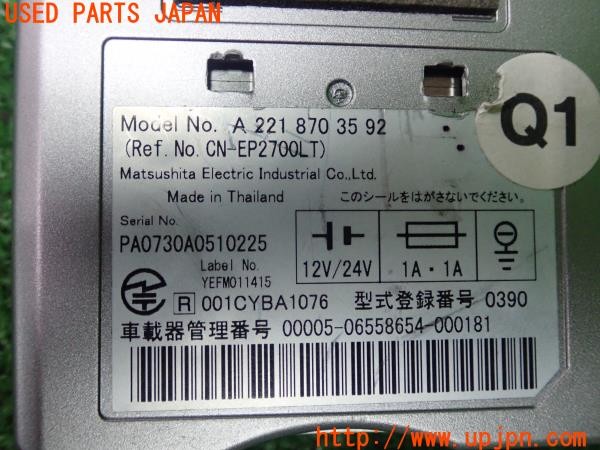 USED PARTS JAPAN
Q1
Model No. A 221 870 35 92
(Ref. No. CN-EP2700LT)
Matsushita Electric Industrial Co., Ltd.
Made in Thailand
このシールをはがさないでください。
Serial No.
PA0730A0510225
Label No.
YEFM011415
12V/24V
1A・1A
R 001CYBA1076 型式登録番号 0390
車載器管理番号 00005-06558654-000181
UPJ http://www.upjpn.com